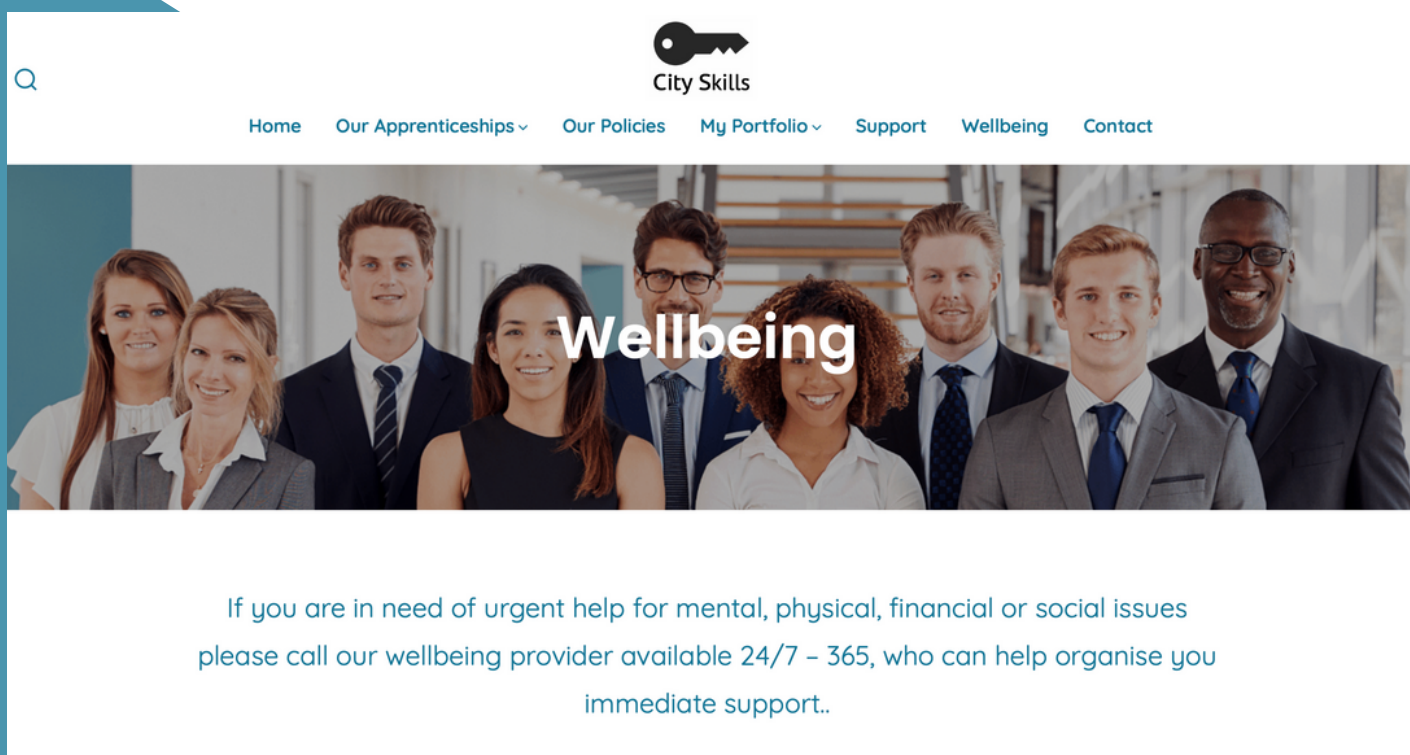 City Skills
Home Our Apprenticeships Our Policies My Portfolio Support Wellbeing Contact
Wellbeing
If you are in need of urgent help for mental, physical, financial or social issues
please call our wellbeing provider available 24/7 – 365, who can help organise you
immediate support..